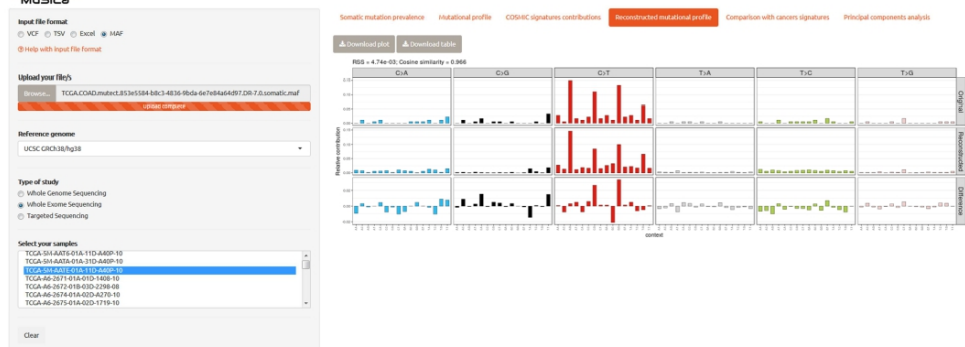 MuSiCa
Input file format
VCF TSV Excel MAF
Help with input file format
Upload your file/s
Browse... TCGA.COAD.mutect.853e5584-b8c3-4836-9bda-6e7e84a64d97.DR-7.0.somatic.maf
Upload complete
Reference genome
UCSC GRCh38/hg38
Type of study
Whole Genome Sequencing
Whole Exome Sequencing
Targeted Sequencing
Select your samples
TCGA-5M-AAT6-01A-11D-A40P-10
TCGA-5M-AATA-01A-31D-A40P-10
TCGA-5M-AATE-01A-11D-A40P-10
TCGA-A6-2671-01A-01D-1408-10
TCGA-A6-2672-01B-03D-2298-08
TCGA-A6-2674-01A-02D-A270-10
TCGA-A6-2675-01A-02D-1719-10
Clear
Somatic mutation prevalence Mutational profile COSMIC signatures contributions Reconstructed mutational profile Comparison with cancers signatures Principal components analysis
Download plot Download table
RSS = 4.74e-03; Cosine similarity = 0.966
C>A C>G C>T T>A T>C T>G
Relative contribution
Original
Reconstructed
Difference
context